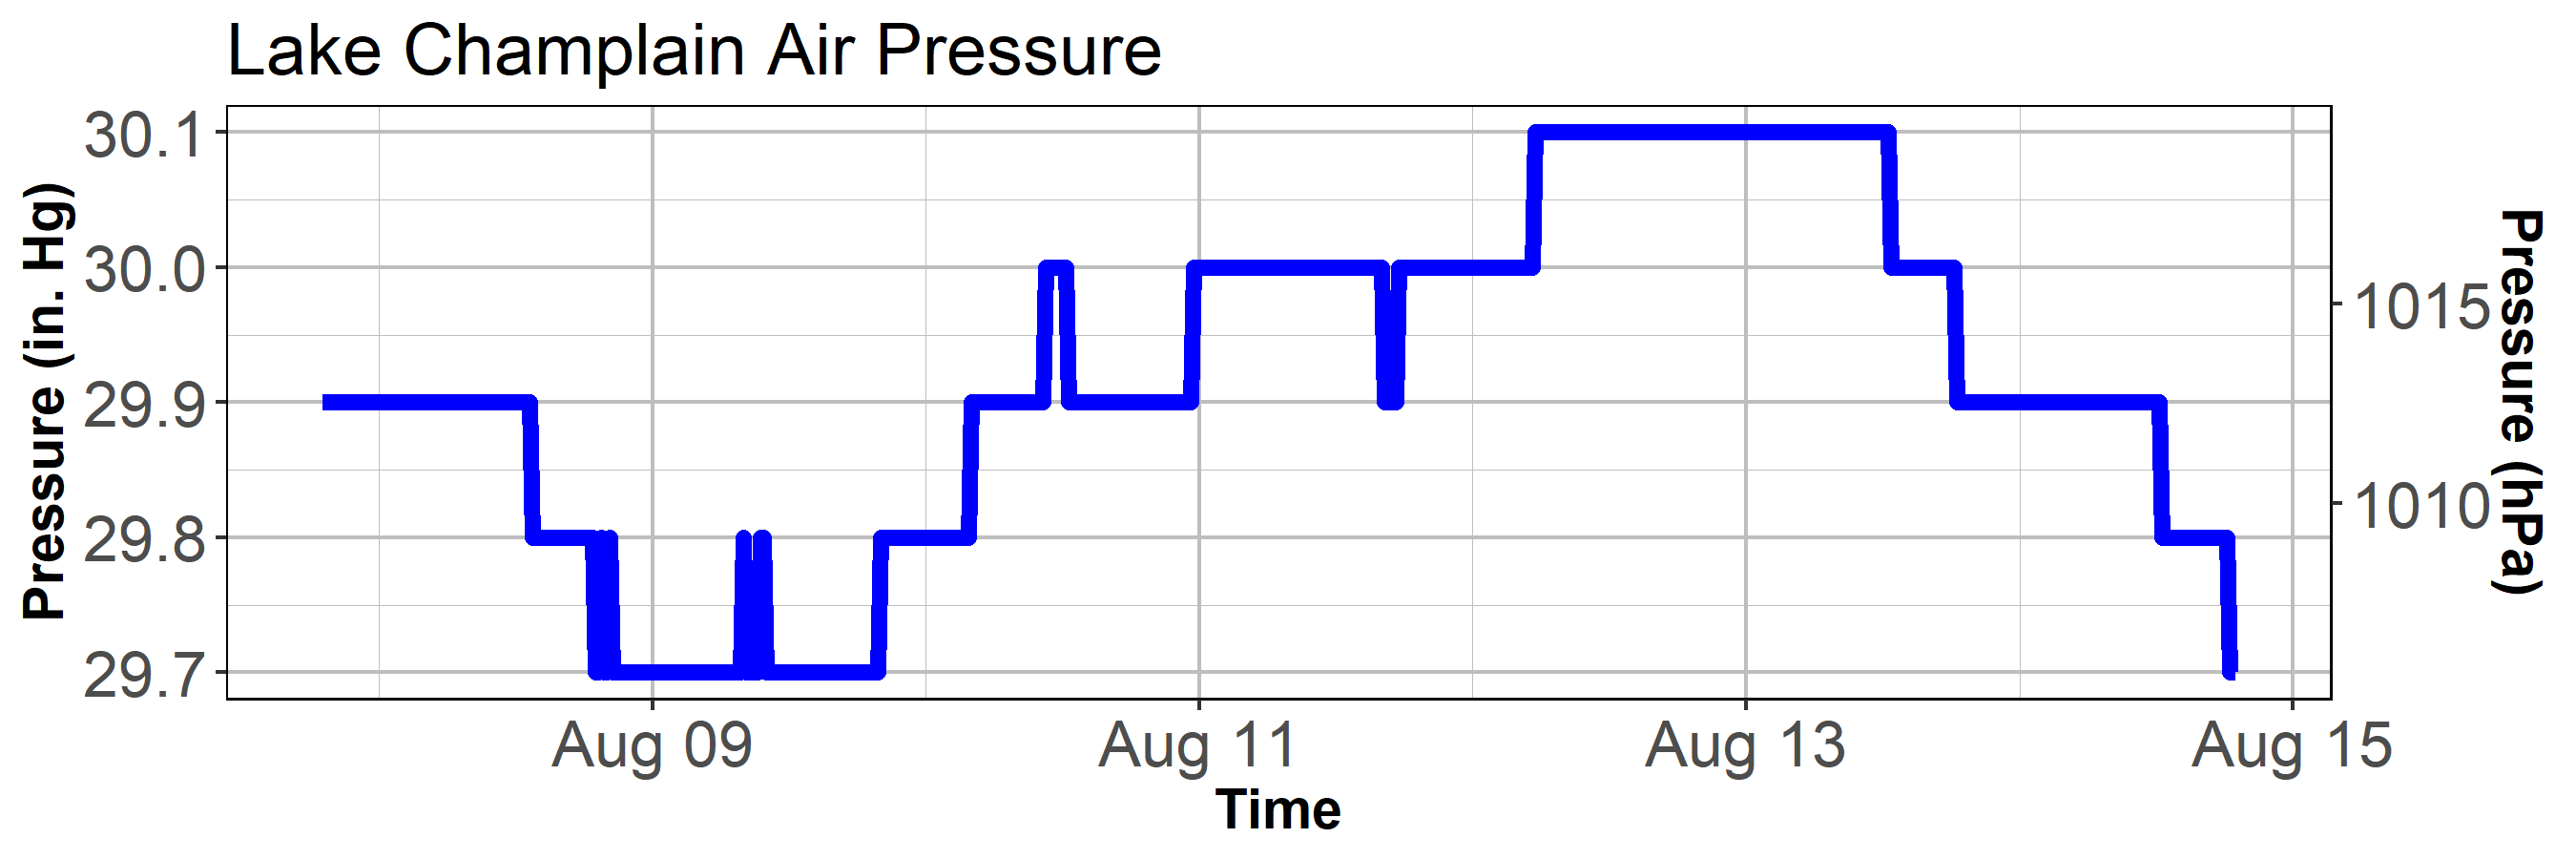 Lake Champlain Air Pressure
Pressure (in. Hg)
30.1
30.0
29.9
29.8
29.7
1015
1010
Pressure (hPa)
Aug 09
Aug 11
Aug 13
Aug 15
Time